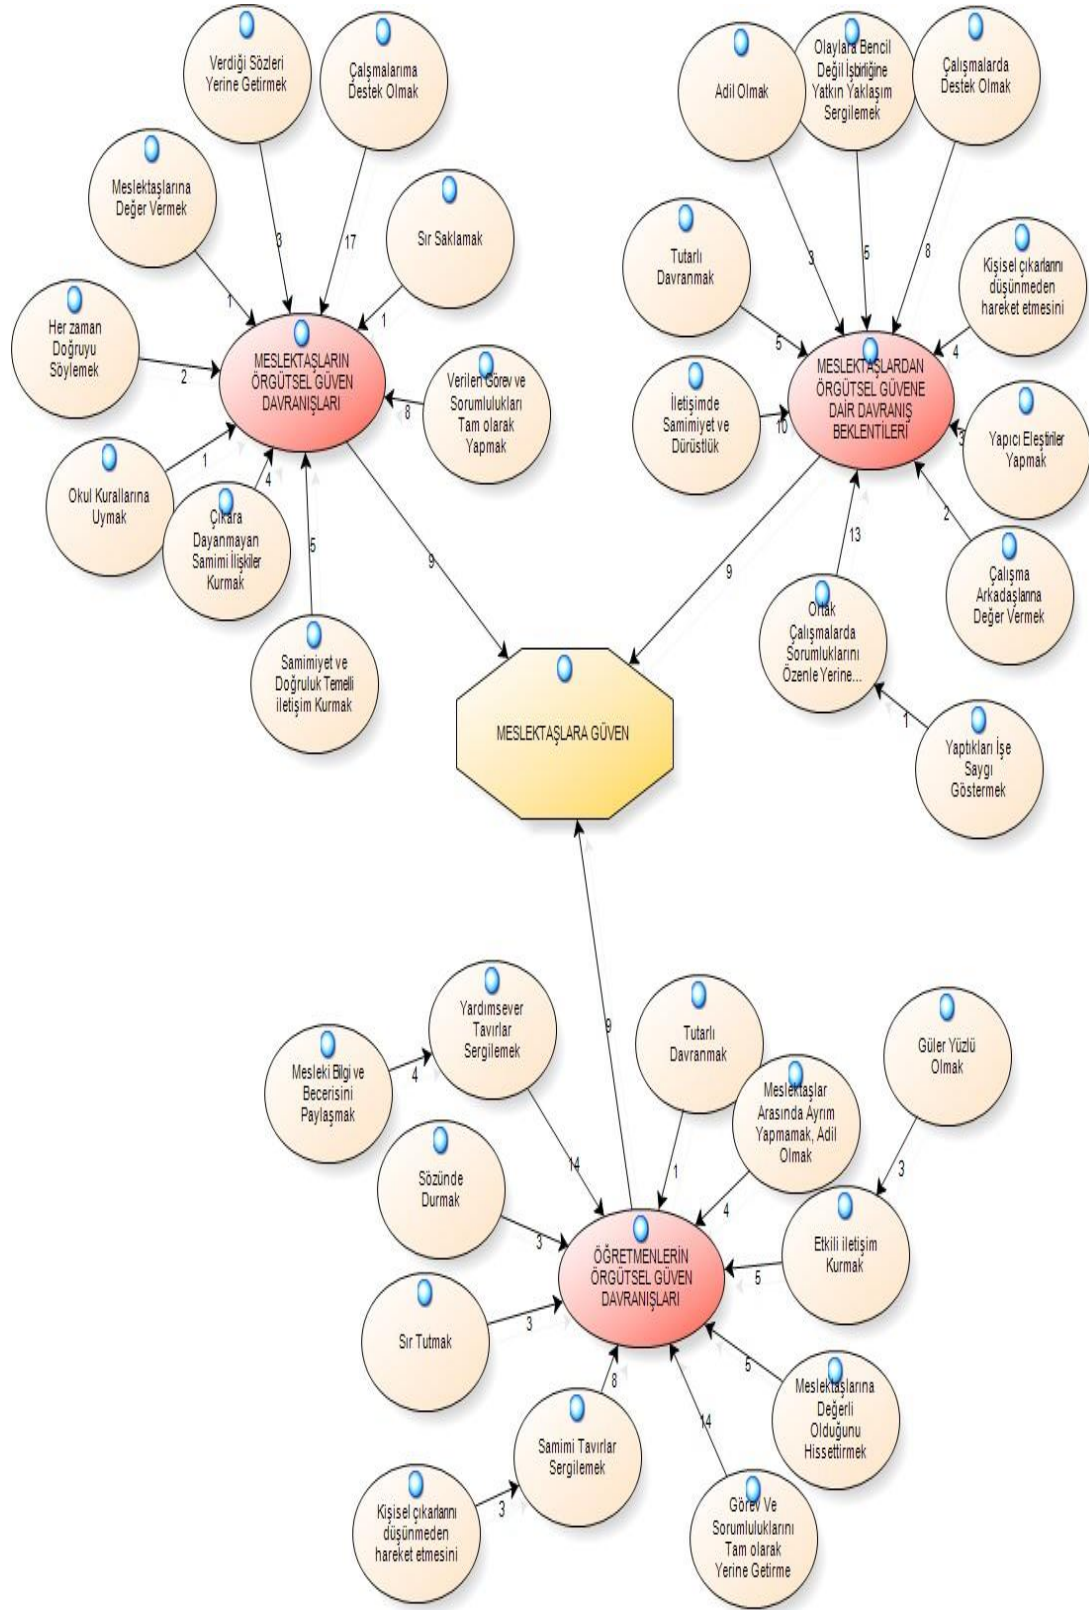 Verdiği Sözleri
Yerine Getirmek
Çalşmalarıma
Destek Olmak
Meslektaşlarına
Değer Vermek
Sır Saklamak
Her zaman
Doğruyu
Söylemek
Verilen Görev ve
Sorumlulukları
Tam olarak
Yapmak
Okul Kurallarına
Uymak
Çıkara
Dayanmayan
Samimi İlişkiler
Kurmak
Samimiyet ve
Doğruluk Temelli
iletişim Kurmak
3
17
1
1
2
8
1
4
5
MESLEKTAŞLARIN
ÖRGÜTSEL GÜVEN
DAVRANIŞLARI
9
Adil Olmak
Olaylara Bencil
Değil İşbirliğine
Yatkın Yaklaşım
Sergilemek
Çalışmalarda
Destek Olmak
Tutarlı
Davranmak
Kişisel çıkarlarını
düşünmeden
hareket etmesini
İletişimde
Samimiyet ve
Dürüstlük
Yapıcı Eleştiriler
Yapmak
Çalışma
Arkadaşlarına
Değer Vermek
Ortak
Çalışmalarda
Sorumluklarını
Özenle Yerine...
Yaptıkları İşe
Saygı
Göstermek
3
5
8
5
4
10
3
2
13
1
MESLEKTAŞLARDAN
ÖRGÜTSEL GÜVENE
DAİR DAVRANIŞ
BEKLENTİLERİ
9
MESLEKTAŞLARA GÜVEN
9
Yardımsever
Tavırlar
Sergilemek
Mesleki Bilgi ve
Becerisini
Paylaşmak
4
Tutarlı
Davranmak
Meslektaşlar
Arasında Ayrım
Yapmamak, Adil
Olmak
Güler Yüzlü
Olmak
3
Sözünde
Durmak
Etkili iletişim
Kurmak
14
1
4
3
5
ÖĞRETMENLERİN
ÖRGÜTSEL GÜVEN
DAVRANIŞLARI
Sır Tutmak
3
8
14
5
Meslektaşlarına
Değerli
Olduğunu
Hissettirmek
Samimi Tavırlar
Sergilemek
Kişisel çıkarlarını
düşünmeden
hareket etmesini
3
Görev Ve
Sorumluluklarını
Tam olarak
Yerine Getirme